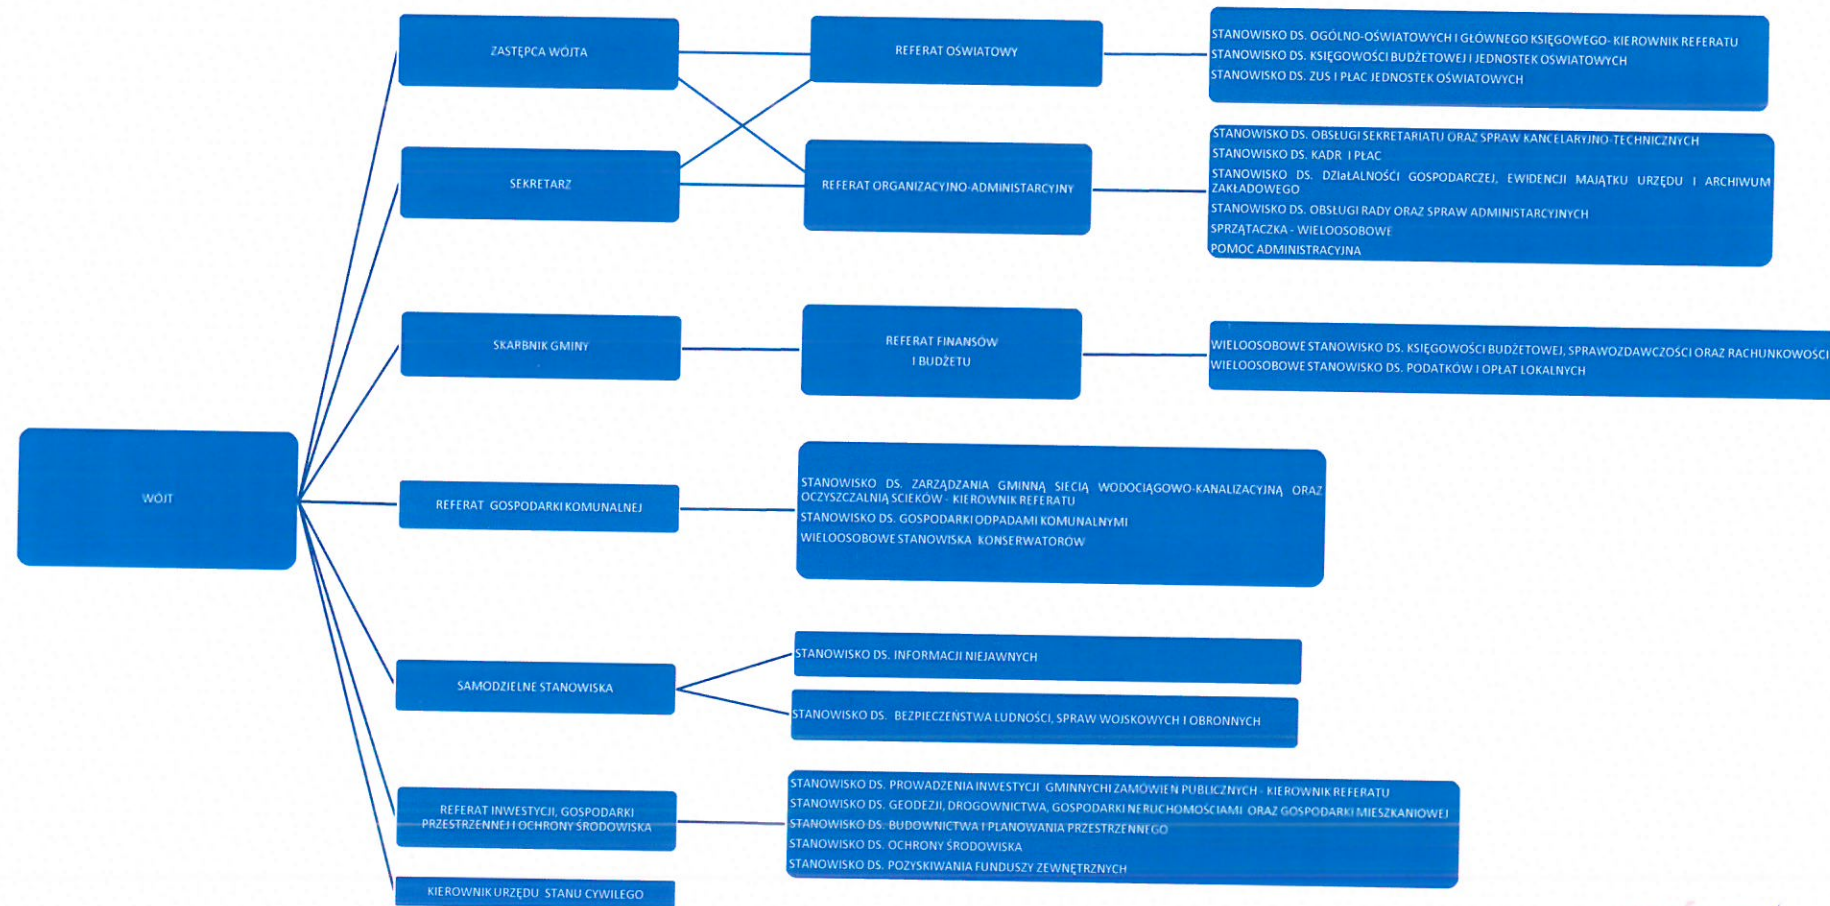 WÓJT
ZASTĘPCA WÓJTA
REFERAT OŚWIATOWY
STANOWISKO DS. OGÓLNO-OŚWIATOWYCH I GŁÓWNEGO KSIĘGOWEGO- KIEROWNIK REFERATU
STANOWISKO DS. KSIĘGOWOŚCI BUDŻETOWEJ I JEDNOSTEK OŚWIATOWYCH
STANOWISKO DS. ZUS I PŁAC JEDNOSTEK OŚWIATOWYCH
SEKRETARZ
REFERAT ORGANIZACYJNO-ADMINISTARCYJNY
STANOWISKO DS. OBSŁUGI SEKRETARIATU ORAZ SPRAW KANCELARYJNO-TECHNICZNYCH
STANOWISKO DS. KADR I PŁAC
STANOWISKO DS. DZIAŁALNOŚĆI GOSPODARCZEJ, EWIDENCJI MAJĄTKU URZĘDU I ARCHIWUM
ZAKŁADOWEGO
STANOWISKO DS. OBSŁUGI RADY ORAZ SPRAW ADMINISTARCYJNYCH
SPRZĄTACZKA - WIELOOSOBOWE
POMOC ADMINISTRACYJNA
SKARBNIK GMINY
REFERAT FINANSÓW
I BUDŻETU
WIELOOSOBOWE STANOWISKO DS. KSIĘGOWOŚCI BUDŻETOWEJ, SPRAWOZDAWCZOŚCI ORAZ RACHUNKOWOŚCI
WIELOOSOBOWE STANOWISKO DS. PODATKÓW I OPŁAT LOKALNYCH
REFERAT GOSPODARKI KOMUNALNEJ
STANOWISKO DS. ZARZĄDZANIA GMINNĄ SIECIĄ WODOCIĄGOWO-KANALIZACYJNĄ ORAZ
OCZYSZCZALNIĄ SCIEKÓW - KIEROWNIK REFERATU
STANOWISKO DS. GOSPODARKI ODPADAMI KOMUNALNYMI
WIELOOSOBOWE STANOWISKA KONSERWATORÓW
SAMODZIELNE STANOWISKA
STANOWISKO DS. INFORMACJI NIEJAWNYCH
STANOWISKO DS. BEZPIECZEŃSTWA LUDNOŚCI, SPRAW WOJSKOWYCH I OBRONNYCH
REFERAT INWESTYCJI, GOSPODARKI
PRZESTRZENNEJ I OCHRONY ŚRODOWISKA
STANOWISKO DS. PROWADZENIA INWESTYCJI GMINNYCH I ZAMÓWIEŃ PUBLICZNYCH - KIEROWNIK REFERATU
STANOWISKO DS. GEODEZJI, DROGOWNICTWA, GOSPODARKI NERUCHOMOŚCIAMI ORAZ GOSPODARKI MIESZKANIOWEJ
STANOWISKO DS. BUDOWNICTWA I PLANOWANIA PRZESTRZENNEGO
STANOWISKO DS. OCHRONY ŚRODOWISKA
STANOWISKO DS. POZYSKIWANIA FUNDUSZY ZEWNĘTRZNYCH
KIEROWNIK URZĘDU STANU CYWILEGO